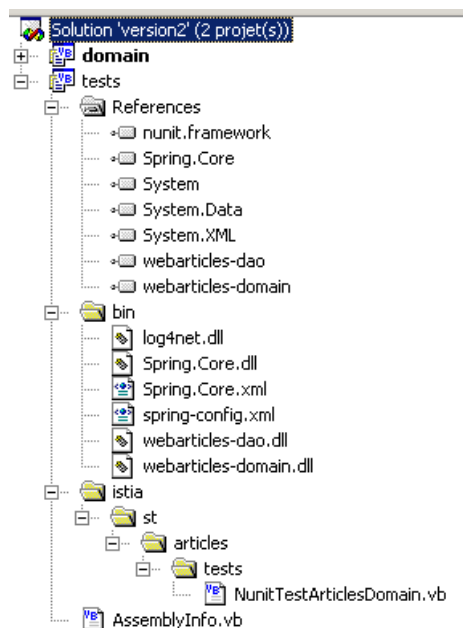 Solution 'version2' (2 projet(s))
domain
tests
References
nunit.framework
Spring.Core
System
System.Data
System.XML
webarticles-dao
webarticles-domain
bin
log4net.dll
Spring.Core.dll
Spring.Core.xml
spring-config.xml
webarticles-dao.dll
webarticles-domain.dll
istia
st
articles
tests
NunitTestArticlesDomain.vb
AssemblyInfo.vb